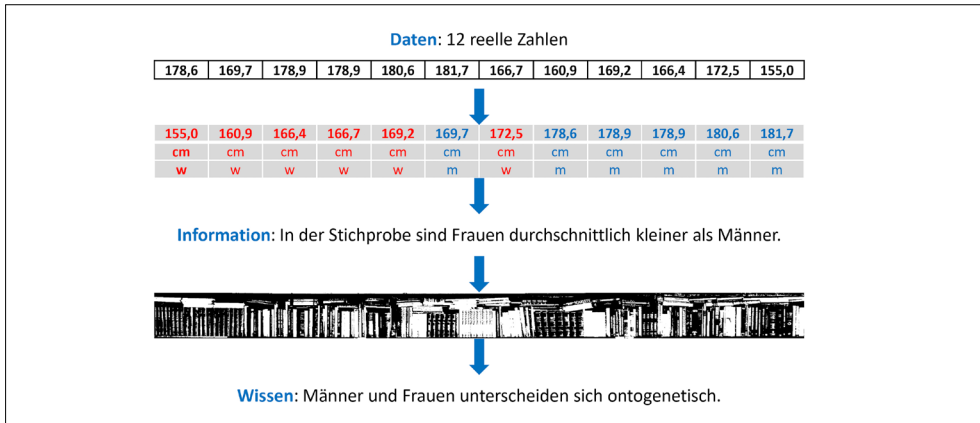 Daten: 12 reelle Zahlen
178,6 169,7 178,9 178,9 180,6 181,7 166,7 160,9 169,2 166,4 172,5 155,0
155,0 160,9 166,4 166,7 169,2 169,7 172,5 178,6 178,9 178,9 180,6 181,7
cm cm cm cm cm cm cm cm cm cm cm cm
w w w w w m w m m m m m
Information: In der Stichprobe sind Frauen durchschnittlich kleiner als Männer.
Wissen: Männer und Frauen unterscheiden sich ontogenetisch.